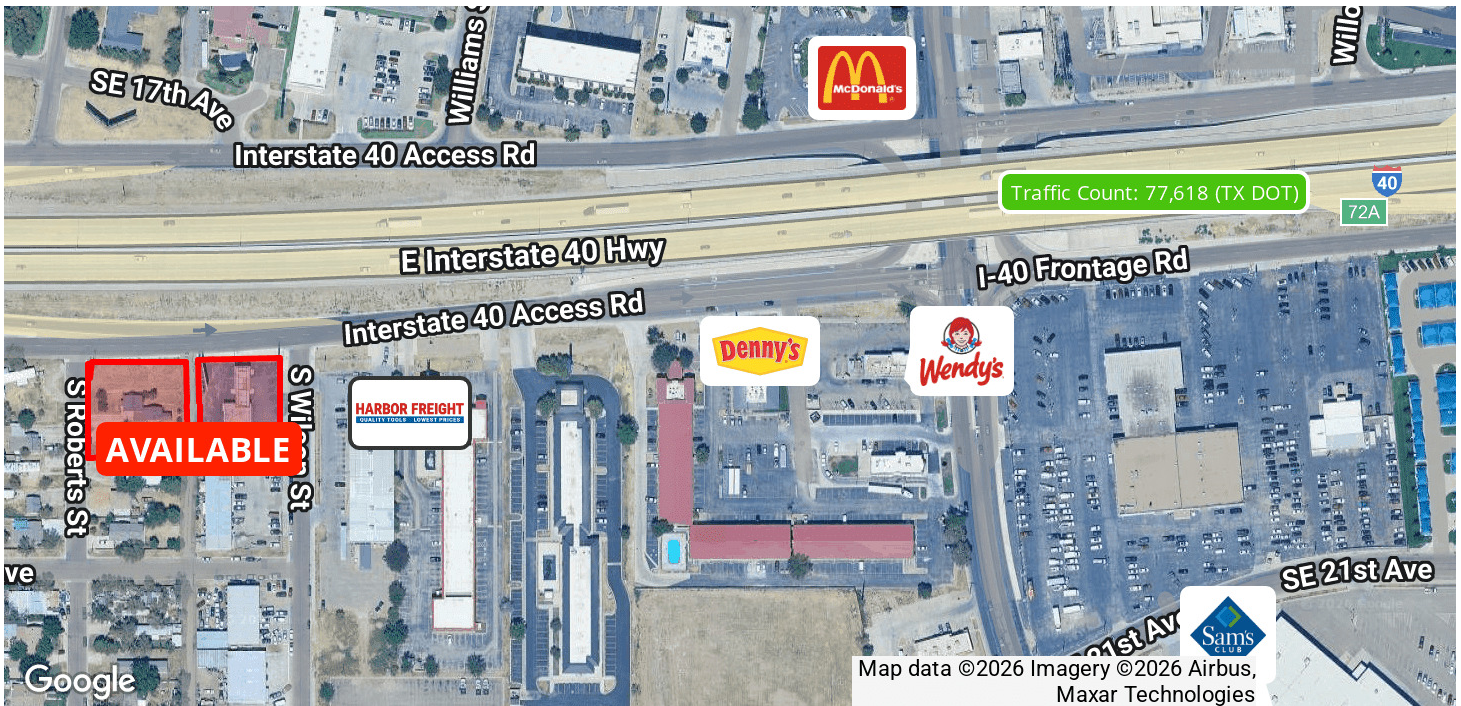 Williams S
Willo
SE 17th Ave
McDonald's
Interstate 40 Access Rd
Traffic Count: 77,618 (TX DOT)
40
72A
E Interstate 40 Hwy
I-40 Frontage Rd
Interstate 40 Access Rd
Denny's
Wendy's
S Roberts St
S Wilson St
HARBOR FREIGHT
QUALITY TOOLS LOWEST PRICES
AVAILABLE
ve
SE 21st Ave
21st Ave
Sam's
CLUB
Google
Map data ©2026 Imagery ©2026 Airbus,
Maxar Technologies